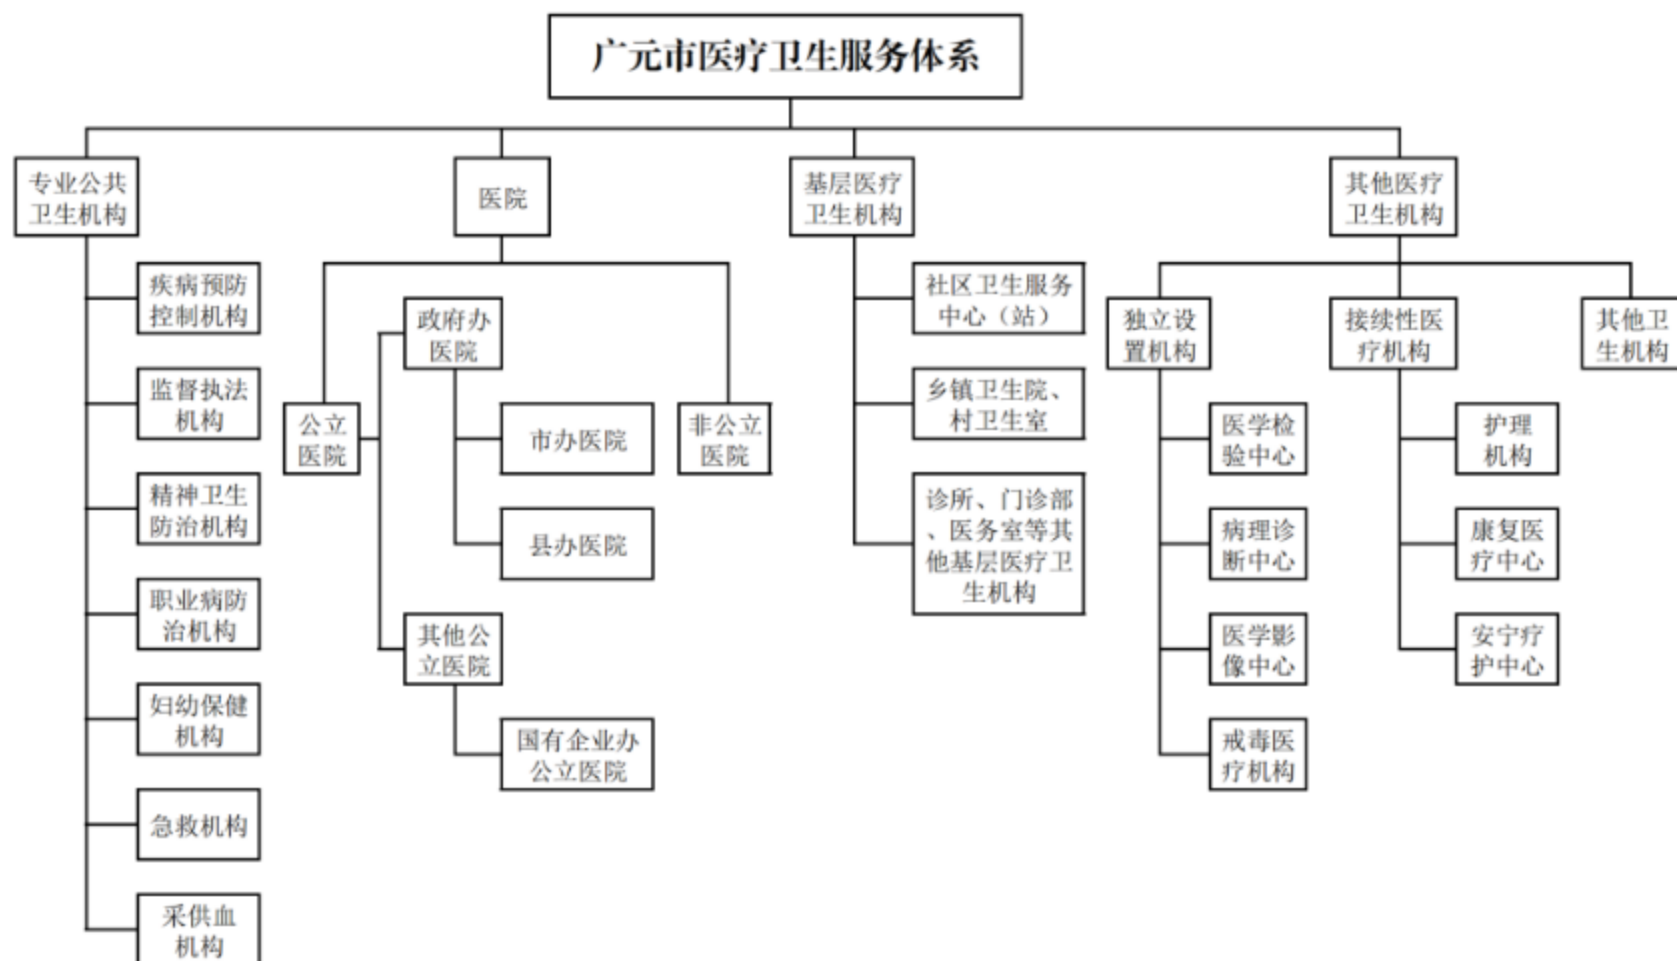 广元市医疗卫生服务体系
专业公共
卫生机构
疾病预防
控制机构
监督执法
机构
精神卫生
防治机构
职业病防
治机构
妇幼保健
机构
急救机构
采供血
机构
医院
公立
医院
政府办
医院
市办医院
县办医院
其他公
立医院
国有企业办
公立医院
非公立
医院
基层医疗
卫生机构
社区卫生服务
中心（站）
乡镇卫生院、
村卫生室
诊所、门诊部
、医务室等其
他基层医疗卫
生机构
其他医疗
卫生机构
独立设
置机构
医学检
验中心
病理诊
断中心
医学影
像中心
戒毒医
疗机构
接续性医
疗机构
护理
机构
康复医
疗中心
安宁疗
护中心
其他卫
生机构